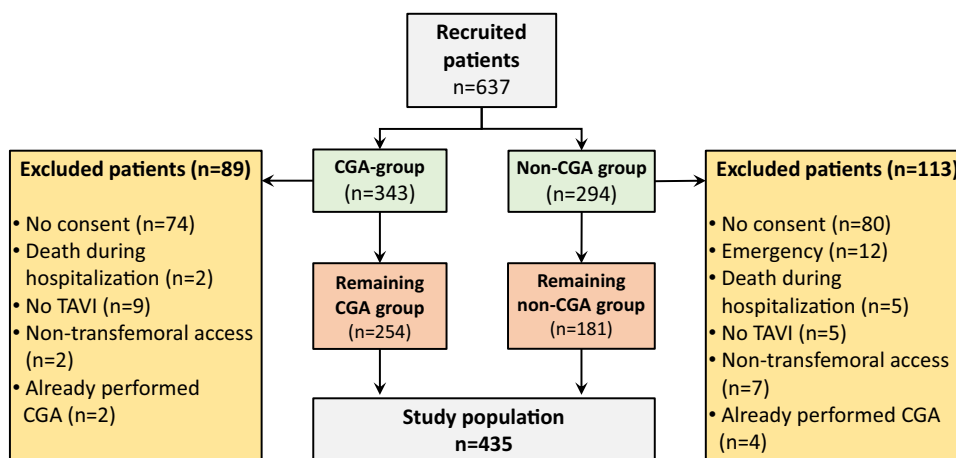 Recruited
patients
n=637
CGA-group
(n=343)
Non-CGA group
(n=294)
Excluded patients (n=89)
• No consent (n=74)
• Death during
hospitalization (n=2)
• No TAVI (n=9)
• Non-transfemoral access
(n=2)
• Already performed
CGA (n=2)
Excluded patients (n=113)
• No consent (n=80)
• Emergency (n=12)
• Death during
hospitalization (n=5)
• No TAVI (n=5)
• Non-transfemoral access
(n=7)
• Already performed CGA
(n=4)
Remaining
CGA group
(n=254)
Remaining
non-CGA group
(n=181)
Study population
n=435